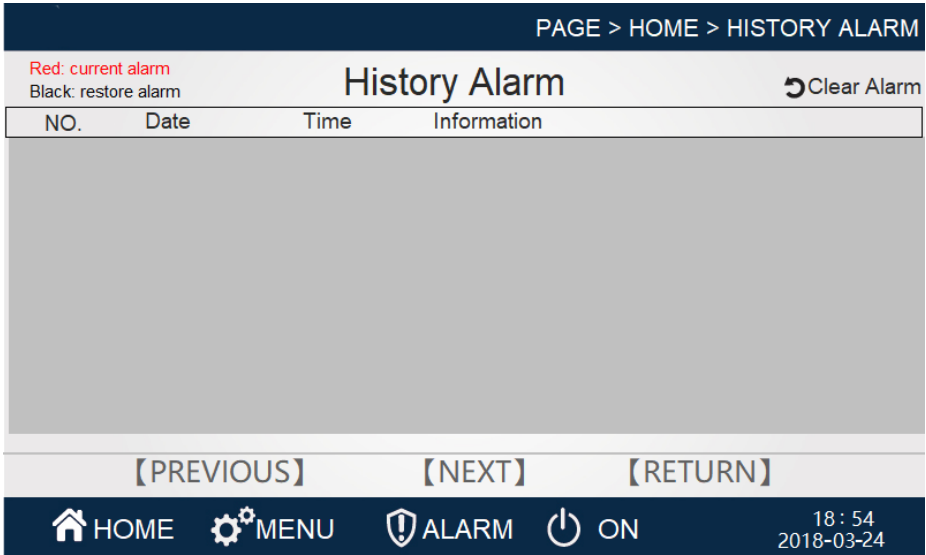 PAGE > HOME > HISTORY ALARM
Red: current alarm
Black: restore alarm
History Alarm
Clear Alarm
NO. Date Time Information
【PREVIOUS】 【NEXT】 【RETURN】
HOME MENU ALARM ON
18:54
2018-03-24